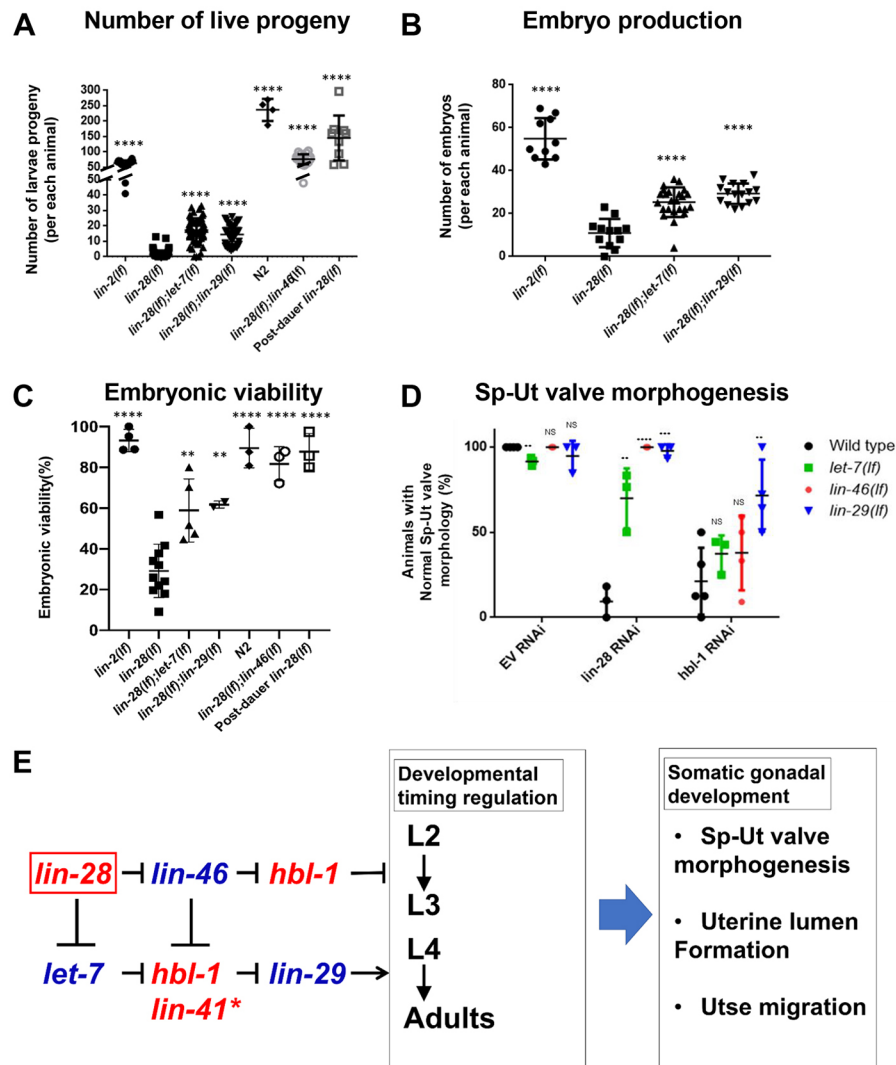 A Number of live progeny
Number of larvae progeny
(per each animal)
300
250
200
150
100
50
40
30
20
10
0
****
****
****
****
****
****
lin-2(lf)
lin-28(lf)
lin-28(lf);let-7(lf)
lin-28(lf);lin-29(lf)
N2
lin-28(lf);lin-46(lf)
Post-dauer lin-28(lf)
B Embryo production
Number of embryos
(per each animal)
80
60
40
20
0
****
****
****
lin-2(lf)
lin-28(lf)
lin-28(lf);let-7(lf)
lin-28(lf);lin-29(lf)
C Embryonic viability
Embryonic viability(%)
100
80
60
40
20
0
****
**
**
****
****
****
lin-2(lf)
lin-28(lf)
lin-28(lf);let-7(lf)
lin-28(lf);lin-29(lf)
N2
lin-28(lf);lin-46(lf)
Post-dauer lin-28(lf)
D Sp-Ut valve morphogenesis
Animals with
Normal Sp-Ut valve
morphology (%)
100
50
0
**
NS
NS
**
****
***
NS
NS
**
EV RNAi
lin-28 RNAi
hbl-1 RNAi
Wild type
let-7(lf)
lin-46(lf)
lin-29(lf)
E
lin-28
lin-46
hbl-1
let-7
hbl-1
lin-41*
lin-29
Developmental
timing regulation
L2
L3
L4
Adults
Somatic gonadal
development
• Sp-Ut valve
morphogenesis
• Uterine lumen
Formation
• Utse migration